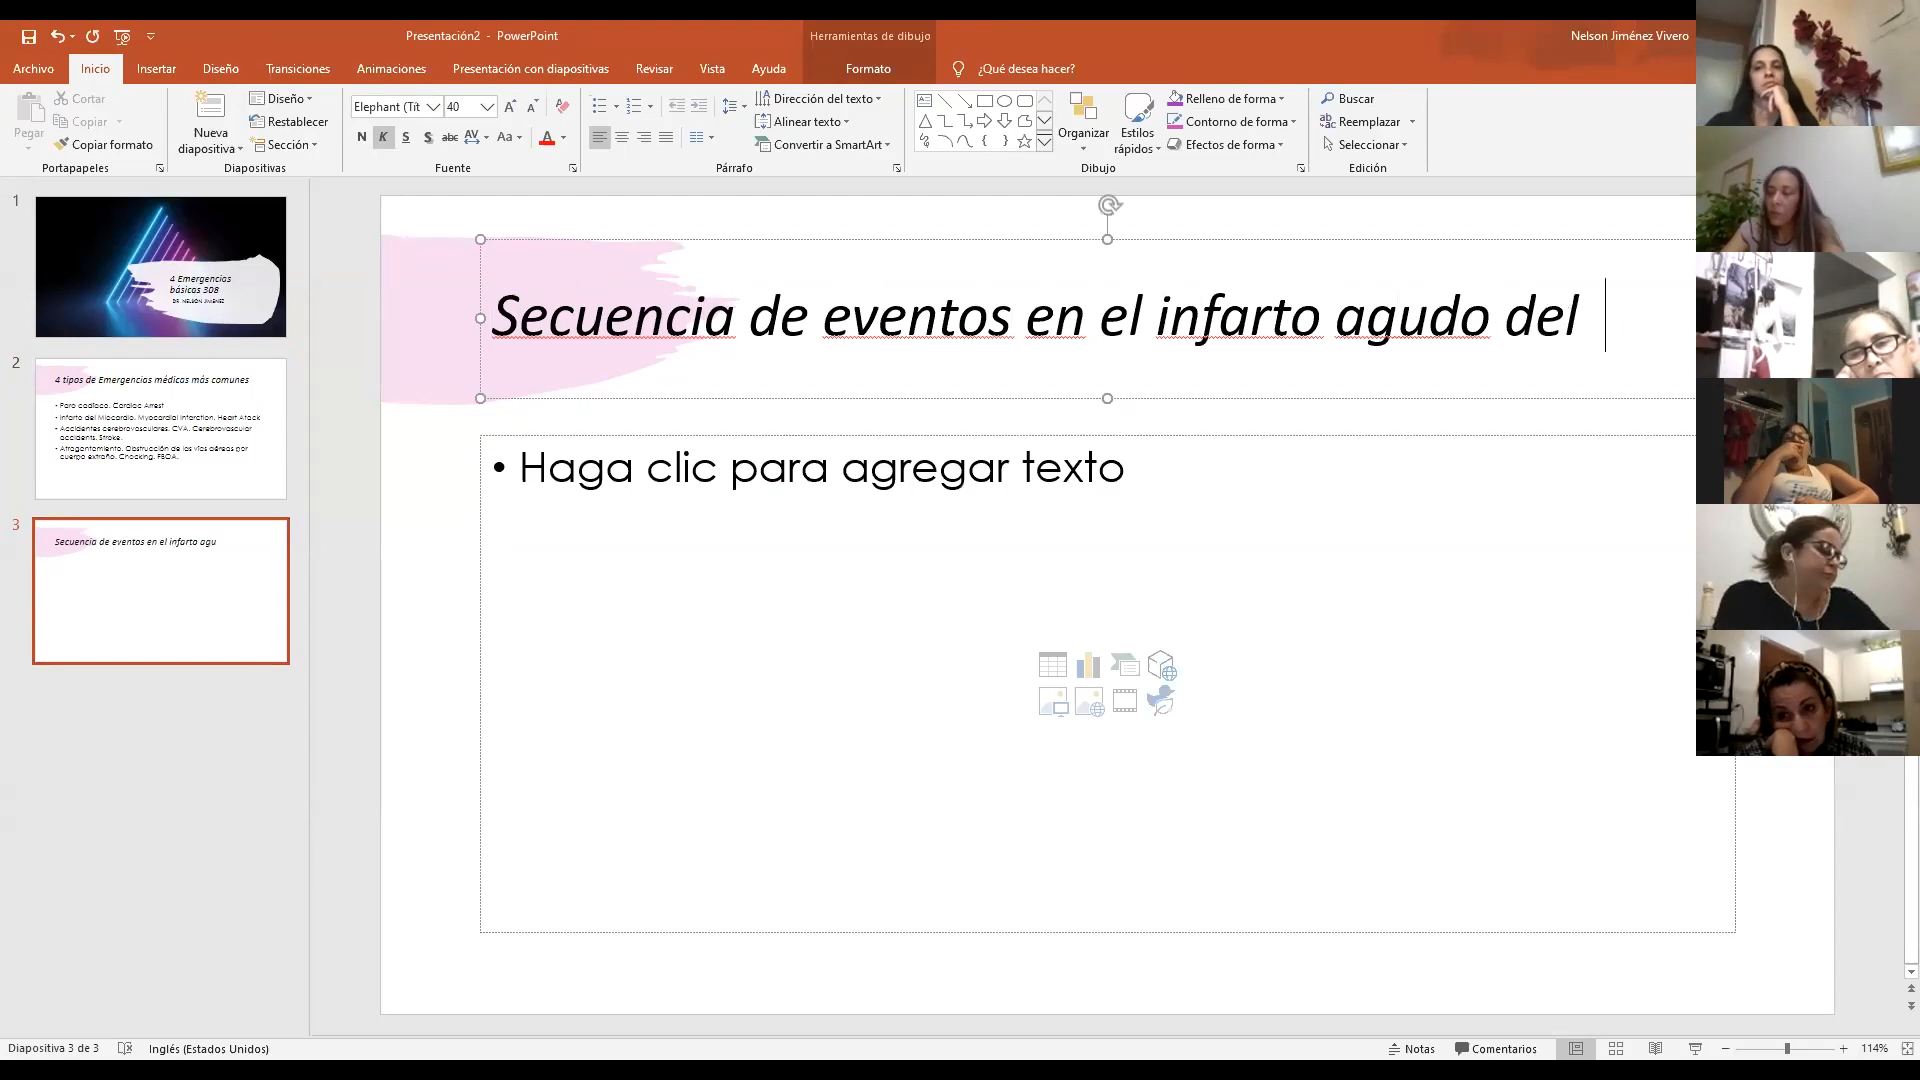 Presentación2 - PowerPoint
Herramientas de dibujo
Nelson Jiménez Vivero
Archivo
Inicio
Insertar
Diseño
Transiciones
Animaciones
Presentación con diapositivas
Revisar
Vista
Ayuda
Formato
¿Qué desea hacer?
Pegar
Cortar
Copiar
Copiar formato
Portapapeles
Nueva
diapositiva
Diseño
Restablecer
Sección
Diapositivas
Elephant (Tít
40
N K S S abc AV Aa A
Fuente
Dirección del texto
Alinear texto
Convertir a SmartArt
Párrafo
Organizar
Estilos
rápidos
Relleno de forma
Contorno de forma
Efectos de forma
Dibujo
Buscar
Reemplazar
Seleccionar
Edición
1
4 Emergencias
básicas 308
DR. NELSON JIMENEZ
2
4 tipos de Emergencias médicas más comunes
• Paro cadiaco. Cardiac Arrest
• Infarto del Miocardio. Myocardial Infarction. Heart Atack
• Accidentes cerebrovasculares. CVA. Cerebrovascular
accidents. Stroke.
• Atragantamiento. Obstrucción de las vías aéreas por
cuerpo extraño. Chocking. FBOA.
3
Secuencia de eventos en el infarto agu
Secuencia de eventos en el infarto agudo del
• Haga clic para agregar texto
Diapositiva 3 de 3
Inglés (Estados Unidos)
Notas
Comentarios
114%